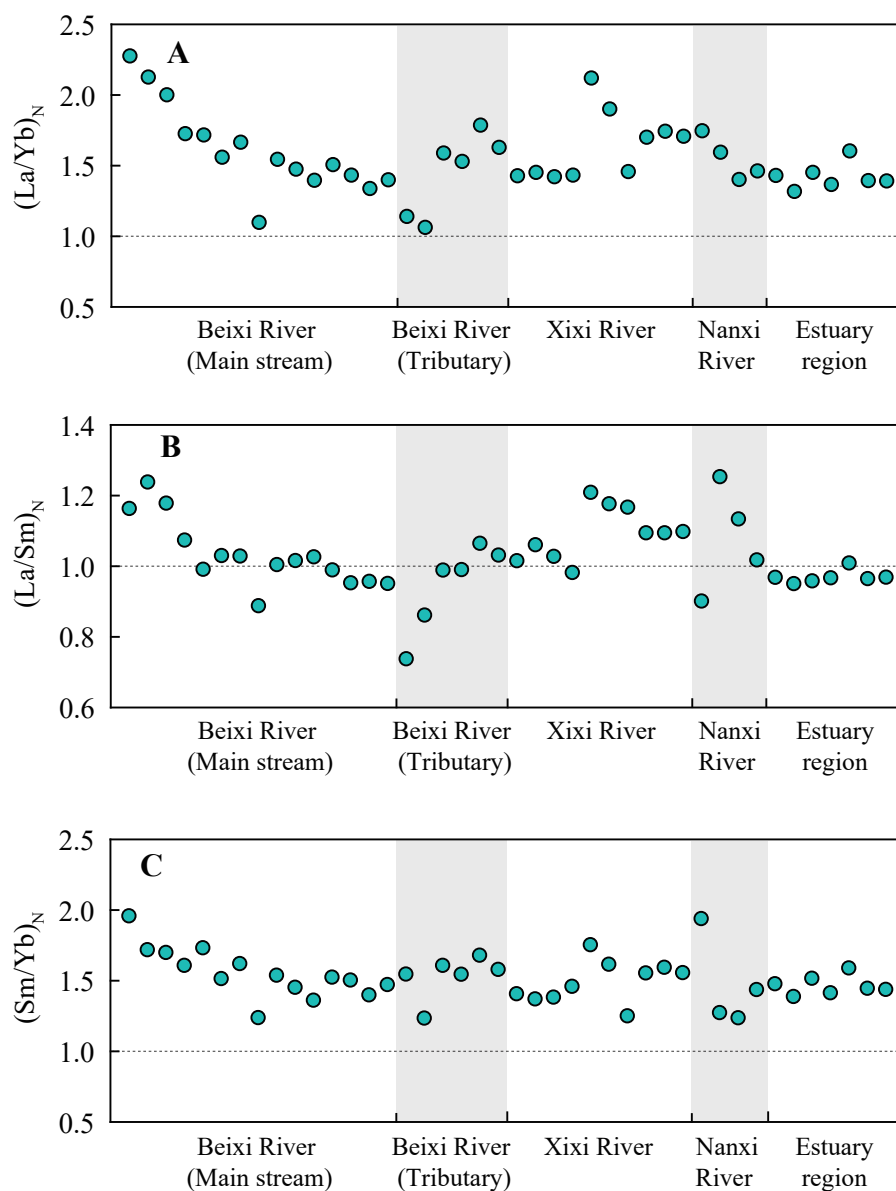 A
(La/Yb)N
2.5
2.0
1.5
1.0
0.5
Beixi River
(Main stream)
Beixi River
(Tributary)
Xixi River
Nanxi
River
Estuary
region
B
(La/Sm)N
1.4
1.2
1.0
0.8
0.6
Beixi River
(Main stream)
Beixi River
(Tributary)
Xixi River
Nanxi
River
Estuary
region
C
(Sm/Yb)N
2.5
2.0
1.5
1.0
0.5
Beixi River
(Main stream)
Beixi River
(Tributary)
Xixi River
Nanxi
River
Estuary
region